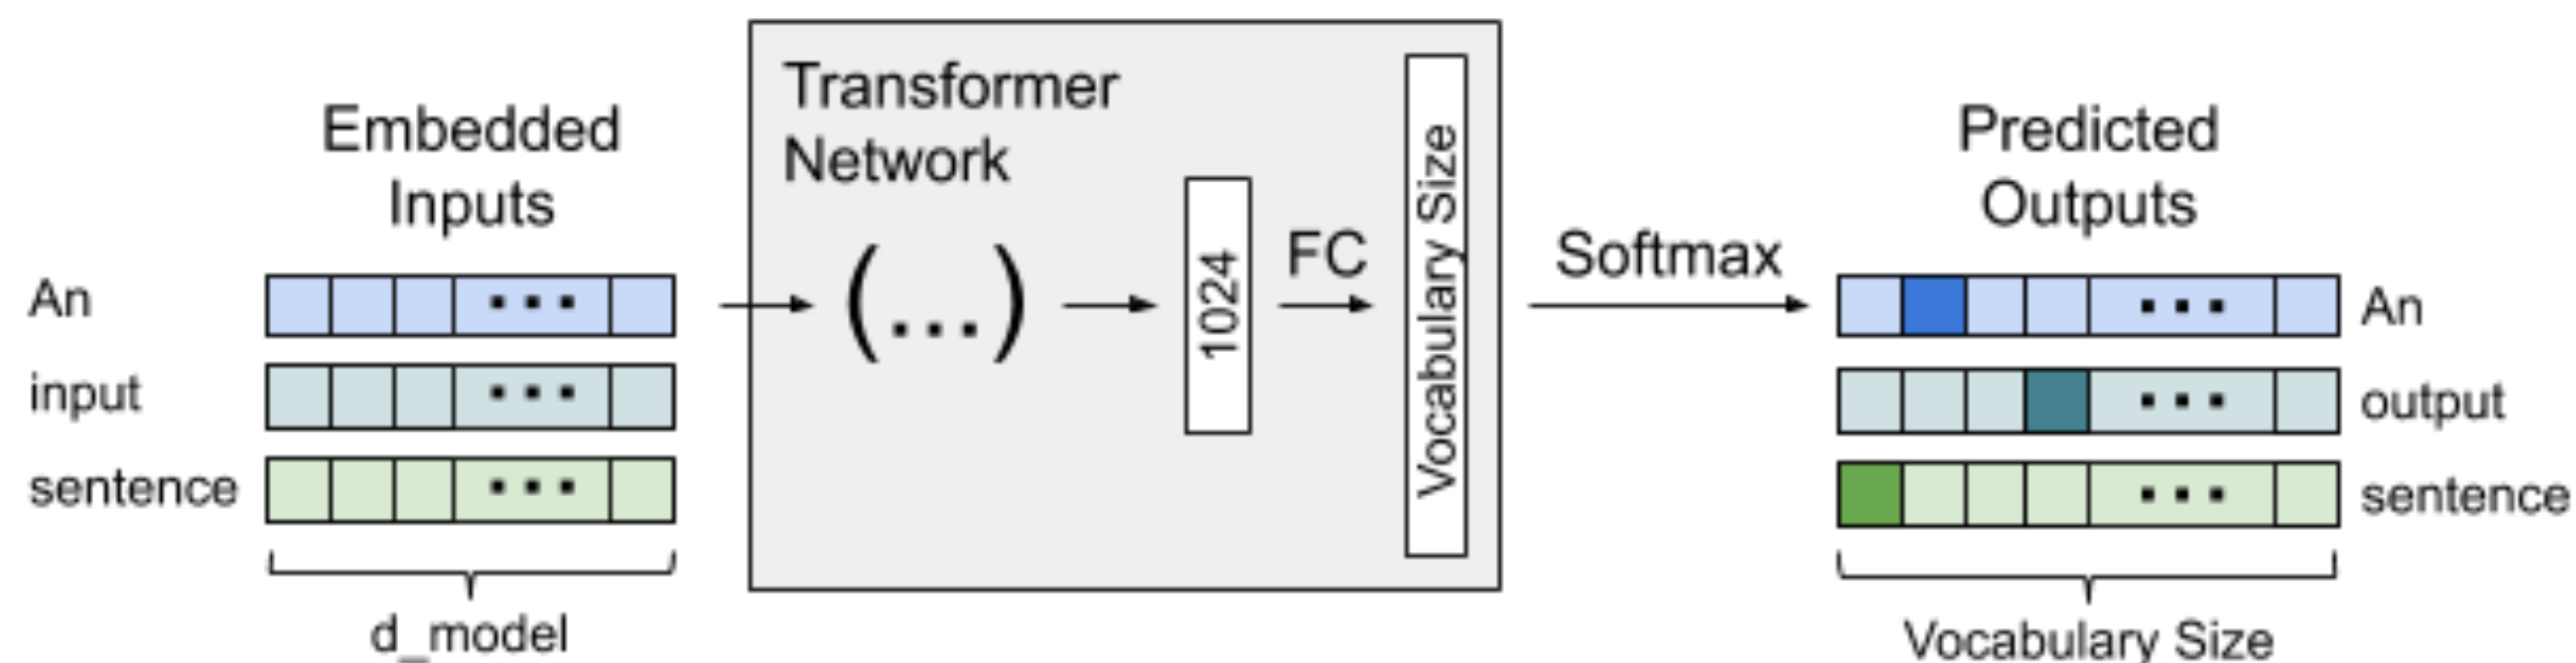 Embedded
Inputs
An
input
sentence
d_model
Transformer
Network
(...)
1024
FC
Vocabulary Size
Softmax
Predicted
Outputs
An
output
sentence
Vocabulary Size